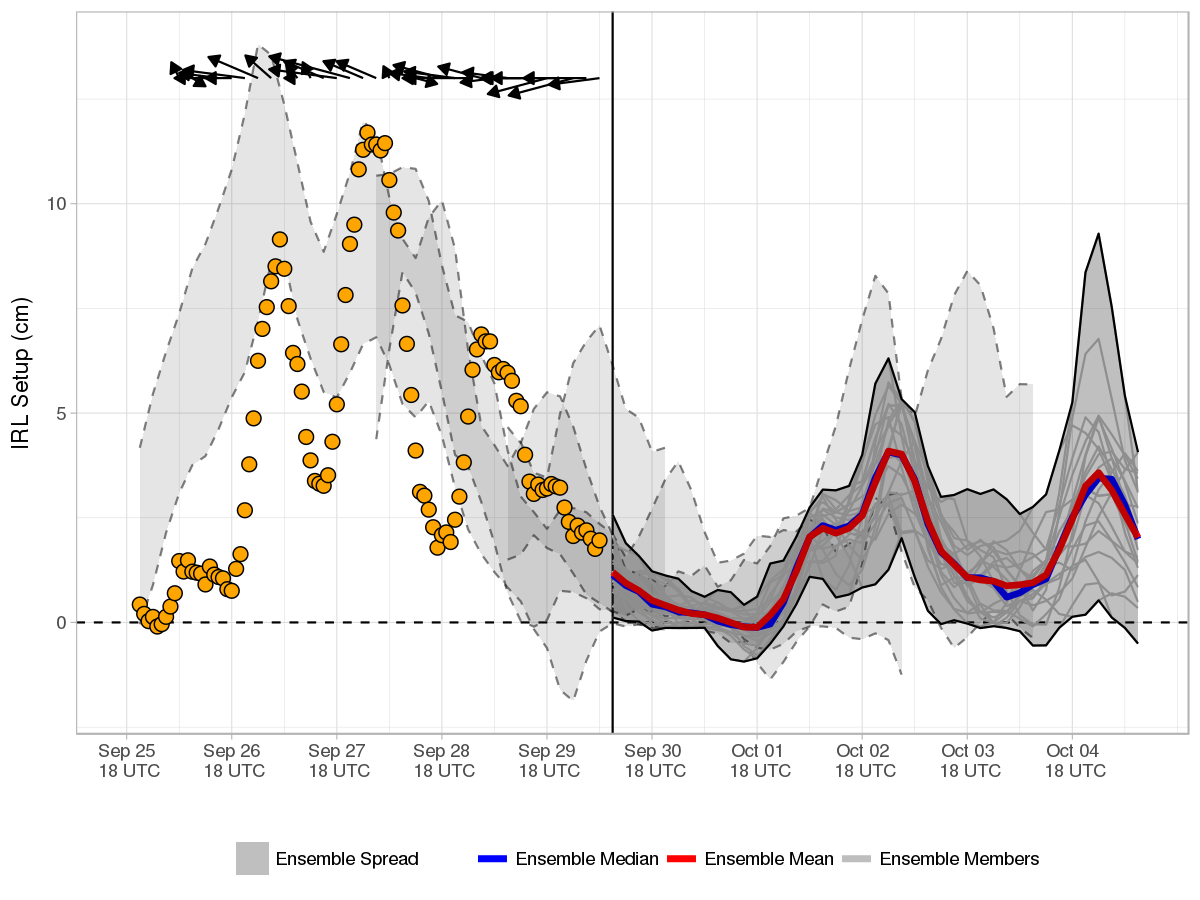 IRL Setup (cm)
10
5
0
Sep 25 Sep 26 Sep 27 Sep 28 Sep 29 Sep 30 Oct 01 Oct 02 Oct 03 Oct 04
18 UTC 18 UTC 18 UTC 18 UTC 18 UTC 18 UTC 18 UTC 18 UTC 18 UTC 18 UTC
Ensemble Spread Ensemble Median Ensemble Mean Ensemble Members